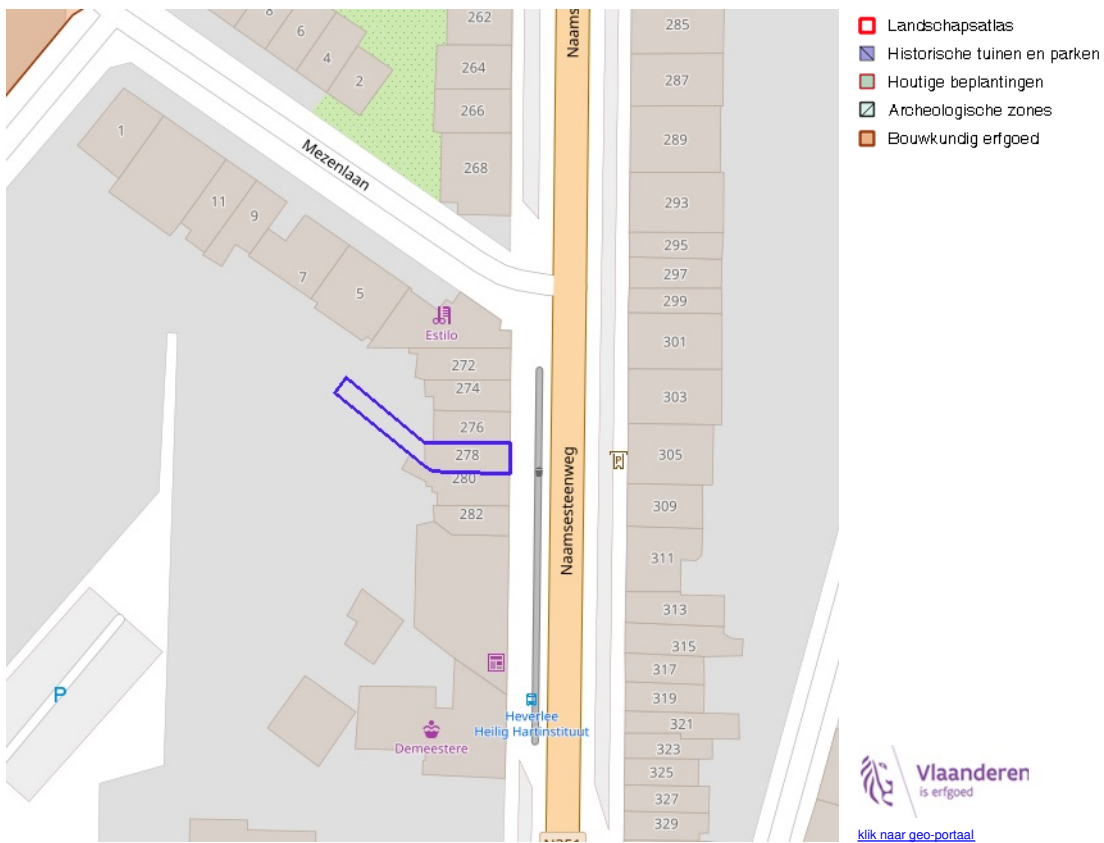 8
6
4
2
262
264
266
268
Naams
285
287
289
293
295
297
299
301
303
305
309
311
313
315
317
319
321
323
325
327
329
Mezenlaan
1
11
9
7
5
Estilo
272
274
276
278
280
282
Naamsesteenweg
P
P
Heverlee
Heilig Hartinstituut
Demeestere
Landschapsatlas
Historische tuinen en parken
Houtige beplantingen
Archeologische zones
Bouwkundig erfgoed
Vlaanderen
is erfgoed
klik naar geo-portaal